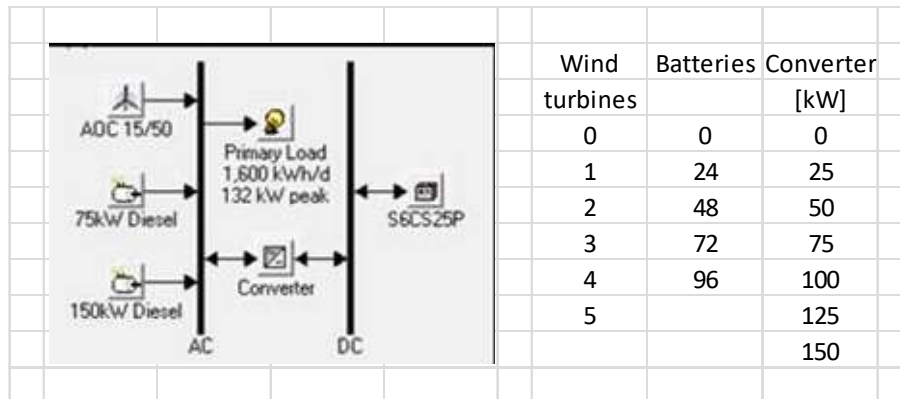 AOC 15/50
Primary Load
1,600 kWh/d
132 kW peak
75kW Diesel
S6CS25P
Converter
150kW Diesel
AC DC
Wind Batteries Converter
turbines [kW]
0 0 0
1 24 25
2 48 50
3 72 75
4 96 100
5 125
150